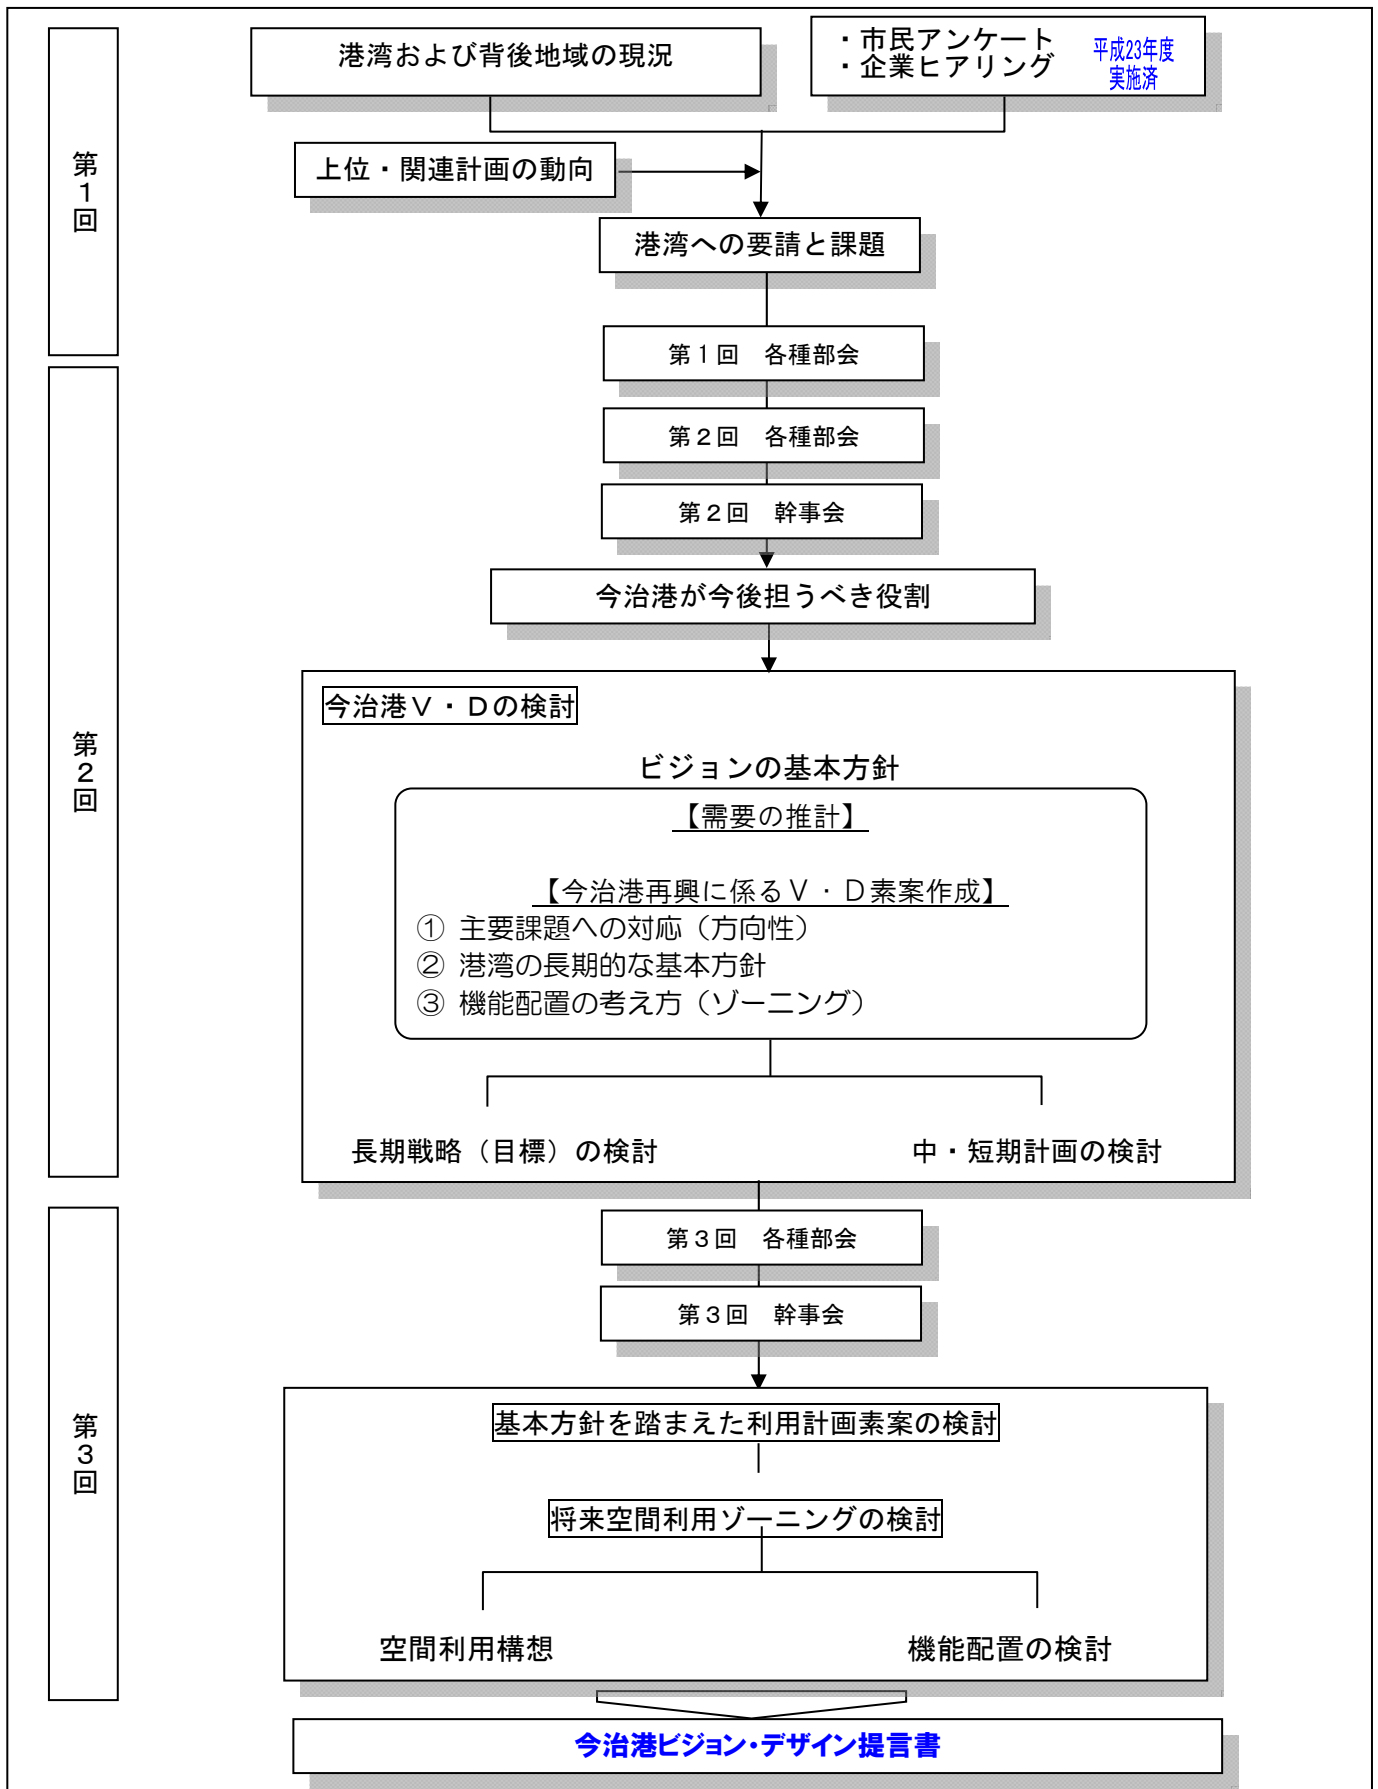 第1回
港湾および背後地域の現況
・市民アンケート
・企業ヒアリング
平成23年度
実施済
上位・関連計画の動向
港湾への要請と課題
第1回 各種部会
第2回
第2回 各種部会
第2回 幹事会
今治港が今後担うべき役割
今治港V・Dの検討
ビジョンの基本方針
【需要の推計】
【今治港再興に係るV・D素案作成】
① 主要課題への対応（方向性）
② 港湾の長期的な基本方針
③ 機能配置の考え方（ゾーニング）
長期戦略（目標）の検討
中・短期計画の検討
第3回
第3回 各種部会
第3回 幹事会
基本方針を踏まえた利用計画素案の検討
将来空間利用ゾーニングの検討
空間利用構想
機能配置の検討
今治港ビジョン・デザイン提言書